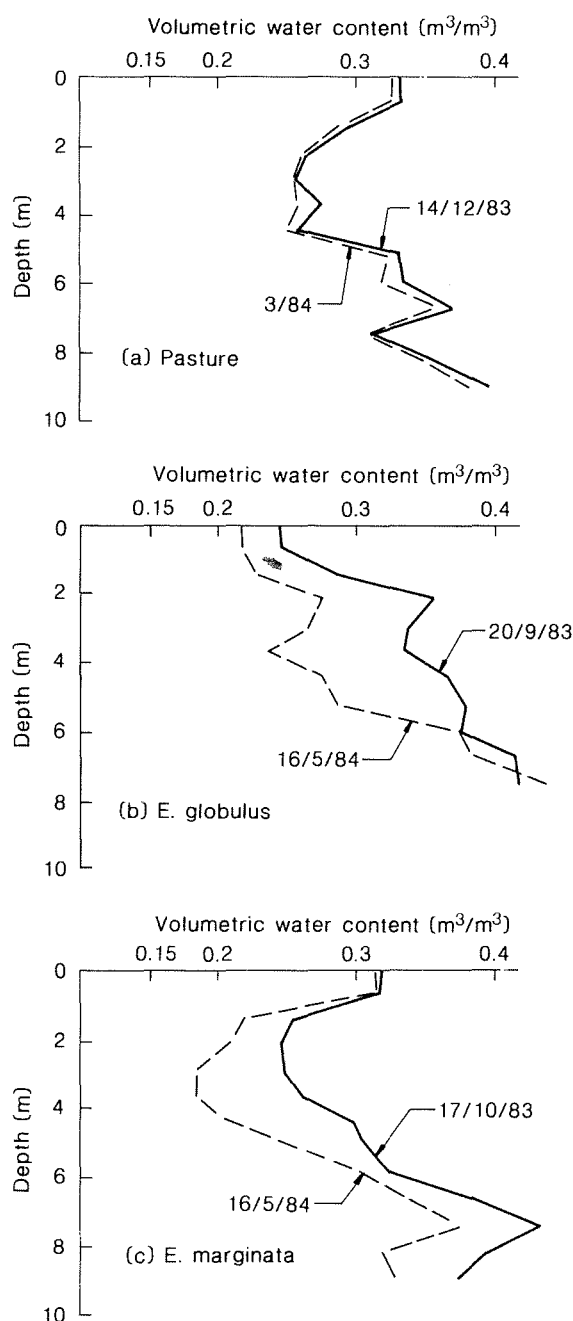 Volumetric water content (m³/m³)
0.15 0.2 0.3 0.4
0
2
4
6
8
10
Depth (m)
14/12/83
3/84
(a) Pasture
Volumetric water content (m³/m³)
0.15 0.2 0.3 0.4
0
2
4
6
8
10
Depth (m)
20/9/83
16/5/84
(b) E. globulus
Volumetric water content (m³/m³)
0.15 0.2 0.3 0.4
0
2
4
6
8
10
Depth (m)
17/10/83
16/5/84
(c) E. marginata